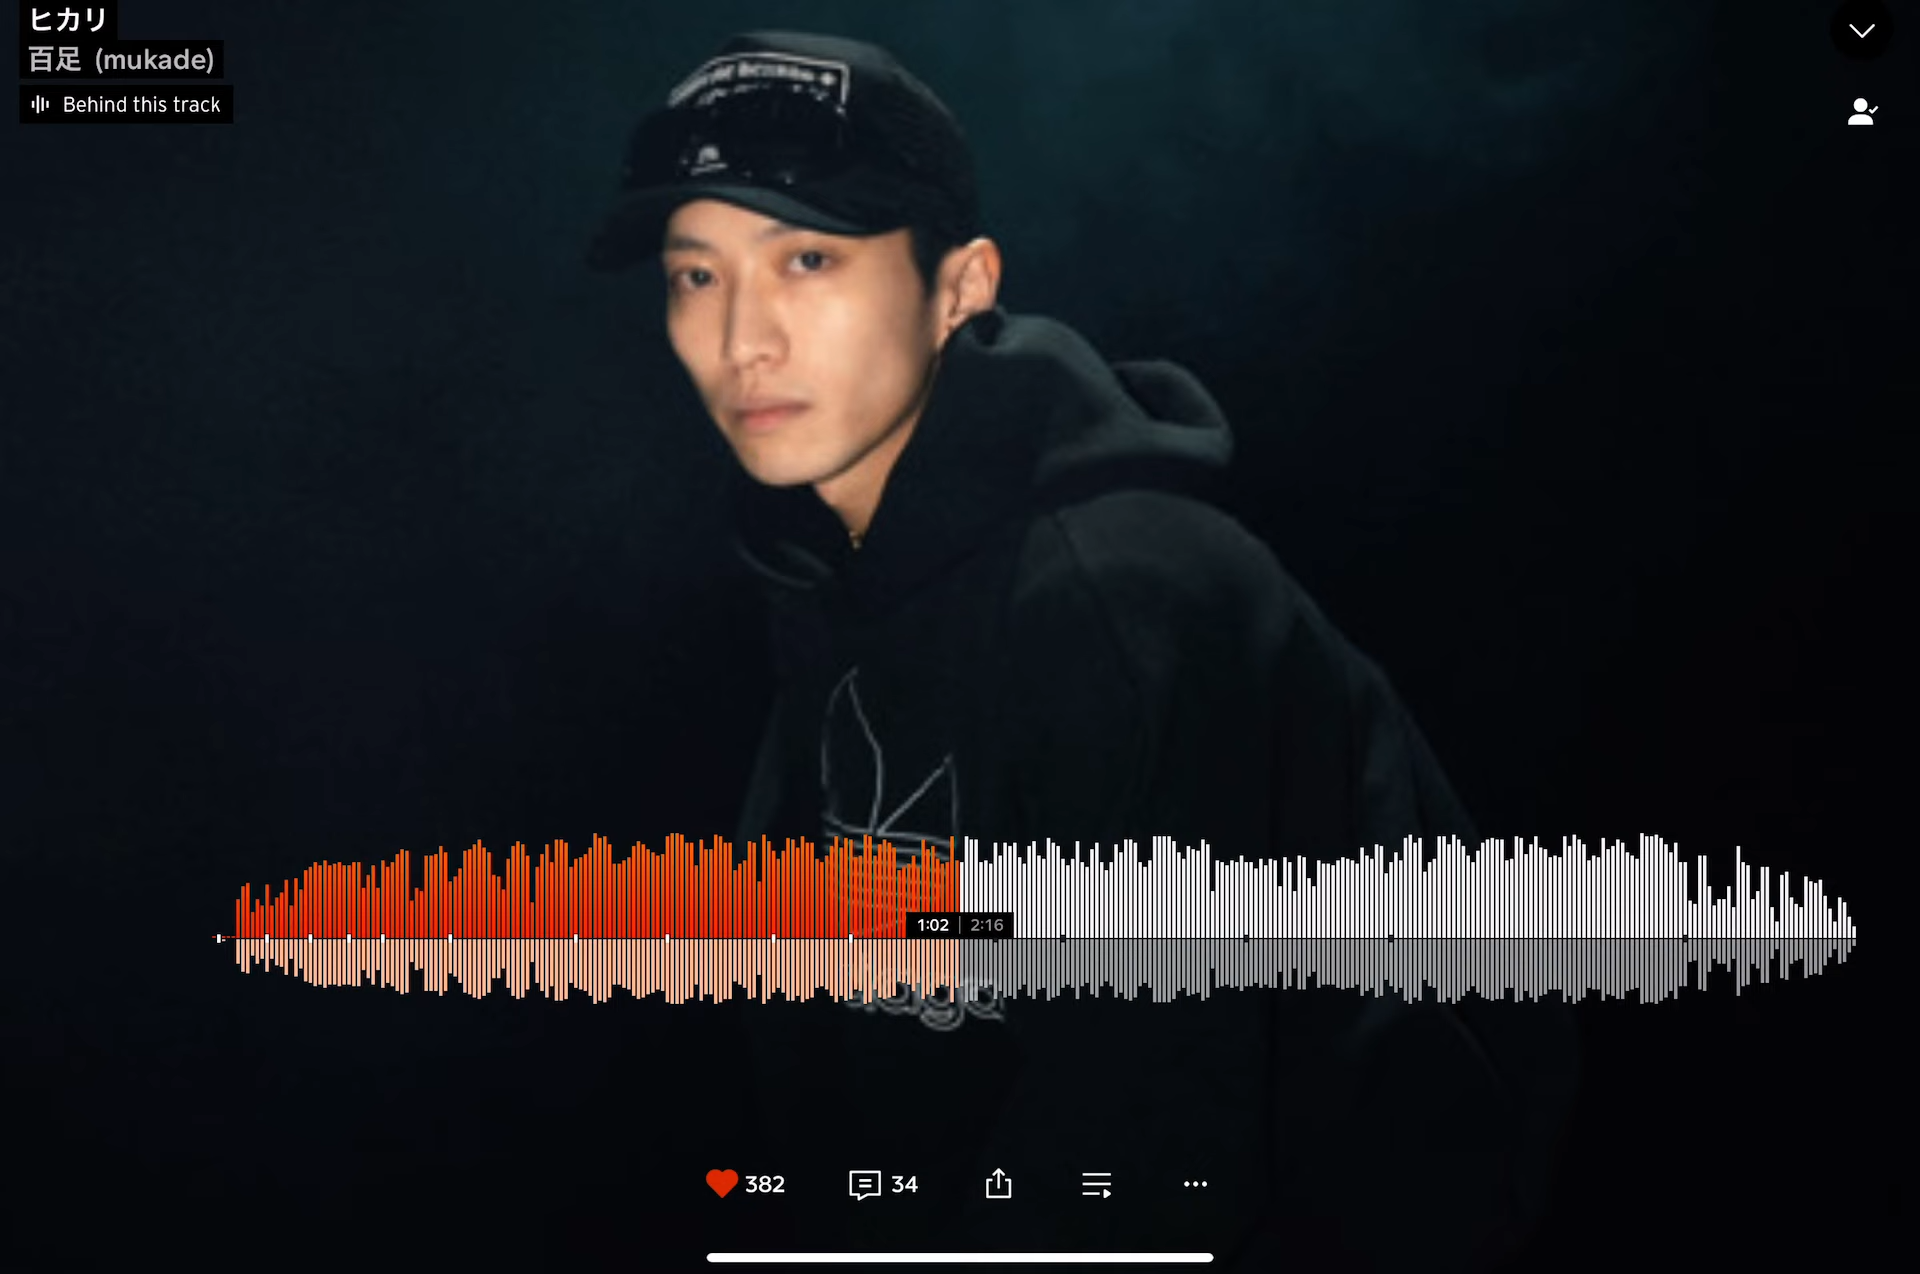 ヒカリ
百足 (mukade)
Behind this track
1:02 | 2:16
382
34